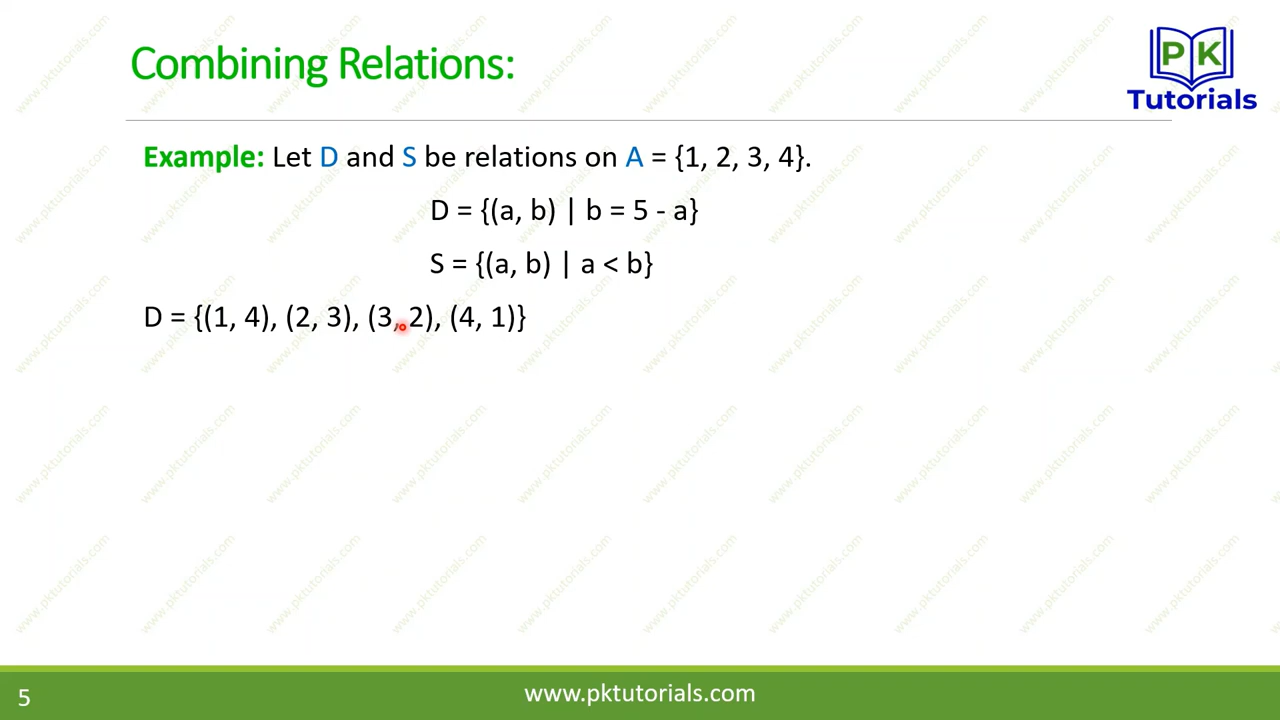 Combining Relations:
PK
Tutorials
Example: Let D and S be relations on A = {1, 2, 3, 4}.
D = {(a, b) | b = 5 - a}
S = {(a, b) | a < b}
D = {(1, 4), (2, 3), (3, 2), (4, 1)}
5
www.pktutorials.com